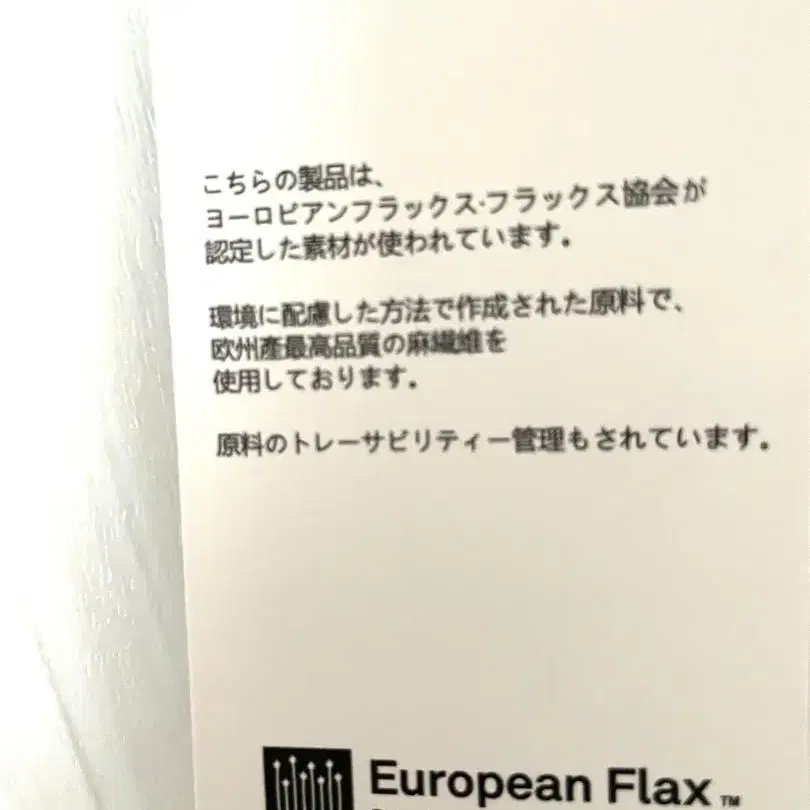 こちらの製品は、
ヨーロピアンフラックス・フラックス協会が
認定した素材が使われています。
環境に配慮した方法で作成された原料で、
欧州産最高品質の麻繊維を
使用しております。
原料のトレーサビリティー管理もされています。
European Flax™